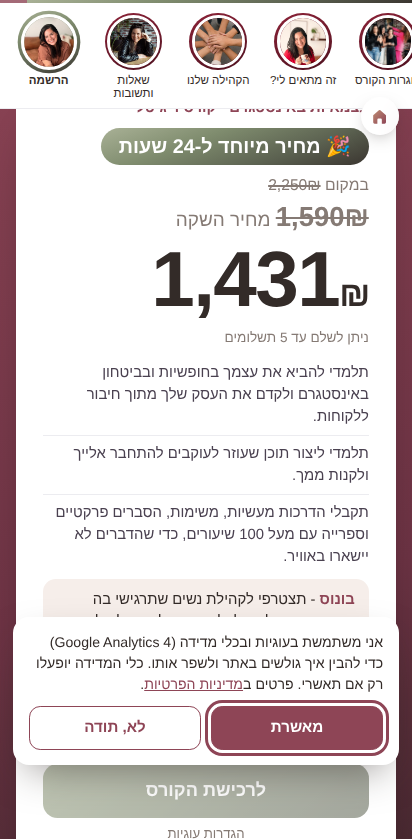 בוגרות הקורס
זה מתאים לי?
הקהילה שלנו
שאלות ותשובות
הרשמה
🎉 מחיר מיוחד ל-24 שעות
במקום 2,250₪
1,590₪ מחיר השקה
1,431₪
ניתן לשלם עד 5 תשלומים
תלמדי להביא את עצמך בחופשיות ובביטחון
באינסטגרם ולקדם את העסק שלך מתוך חיבור
ללקוחות.
תלמדי ליצור תוכן שעוזר לעוקבים להתחבר אלייך
ולקנות ממך.
תקבלי הדרכות מעשיות, משימות, הסברים פרקטיים
וספרייה עם מעל 100 שיעורים, כדי שהדברים לא
יישארו באוויר.
בונוס - תצטרפי לקהילת נשים שתרגישי בה
אני משתמשת בעוגיות ובכלי מדידה (Google Analytics 4)
כדי להבין איך גולשים באתר ולשפר אותו. כלי המדידה יופעלו
רק אם תאשרי. פרטים במדיניות הפרטיות.
מאשרת
לא, תודה
לרכישת הקורס
הגדרות עוגיות